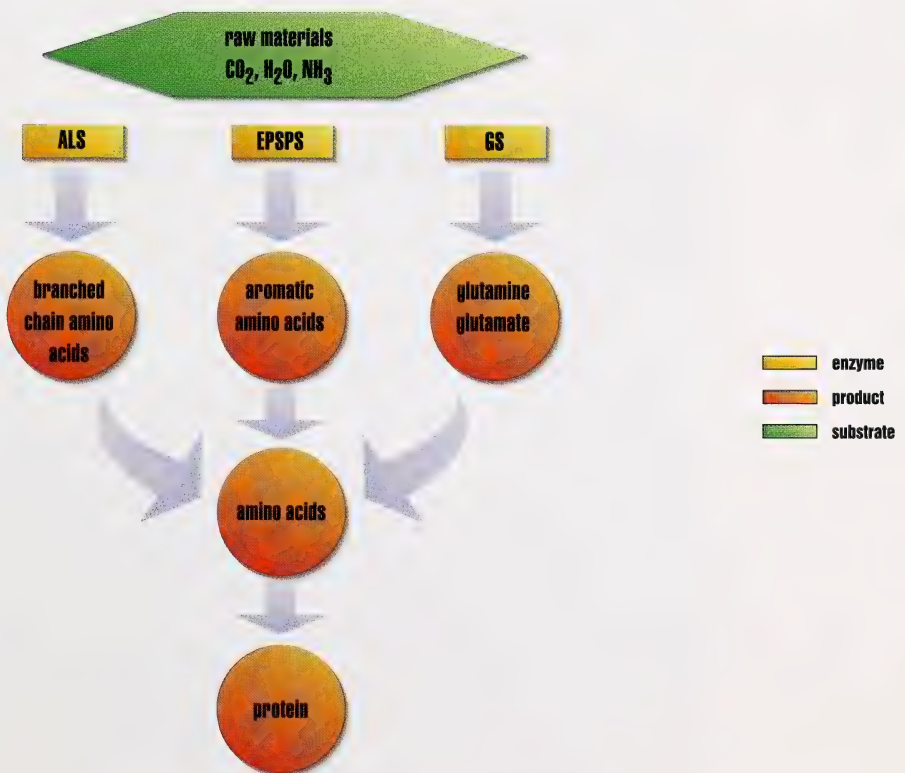 raw materials
CO₂, H₂O, NH₃
ALS
EPSPS
GS
branched
chain amino
acids
aromatic
amino acids
glutamine
glutamate
enzyme
product
substrate
amino acids
protein